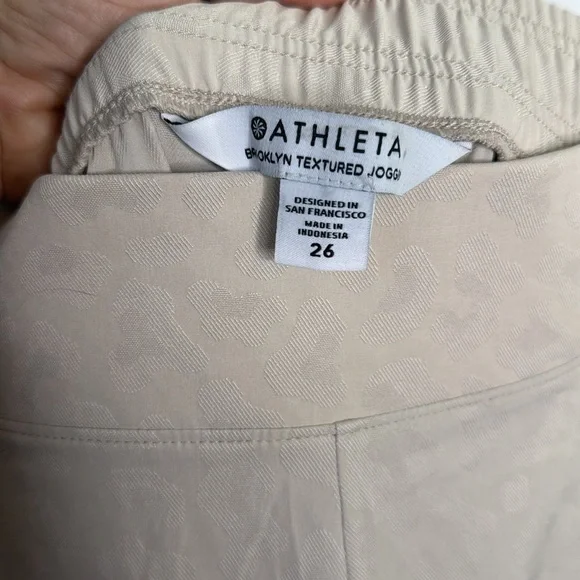 ATHLETA
BROOKLYN TEXTURED JOGG
DESIGNED IN
SAN FRANCISCO
MADE IN
INDONESIA
26